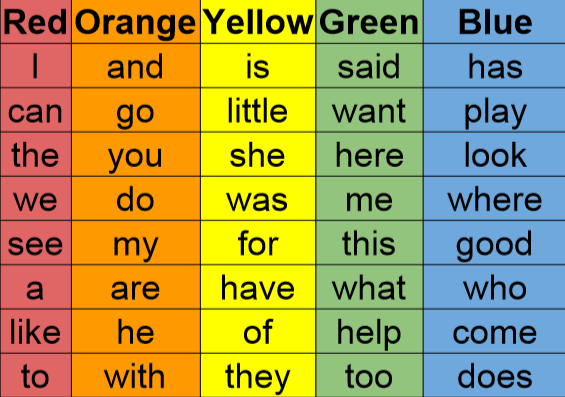 Red Orange Yellow Green Blue
I and is said has
can go little want play
the you she here look
we do was me where
see my for this good
a are have what who
like he of help come
to with they too does